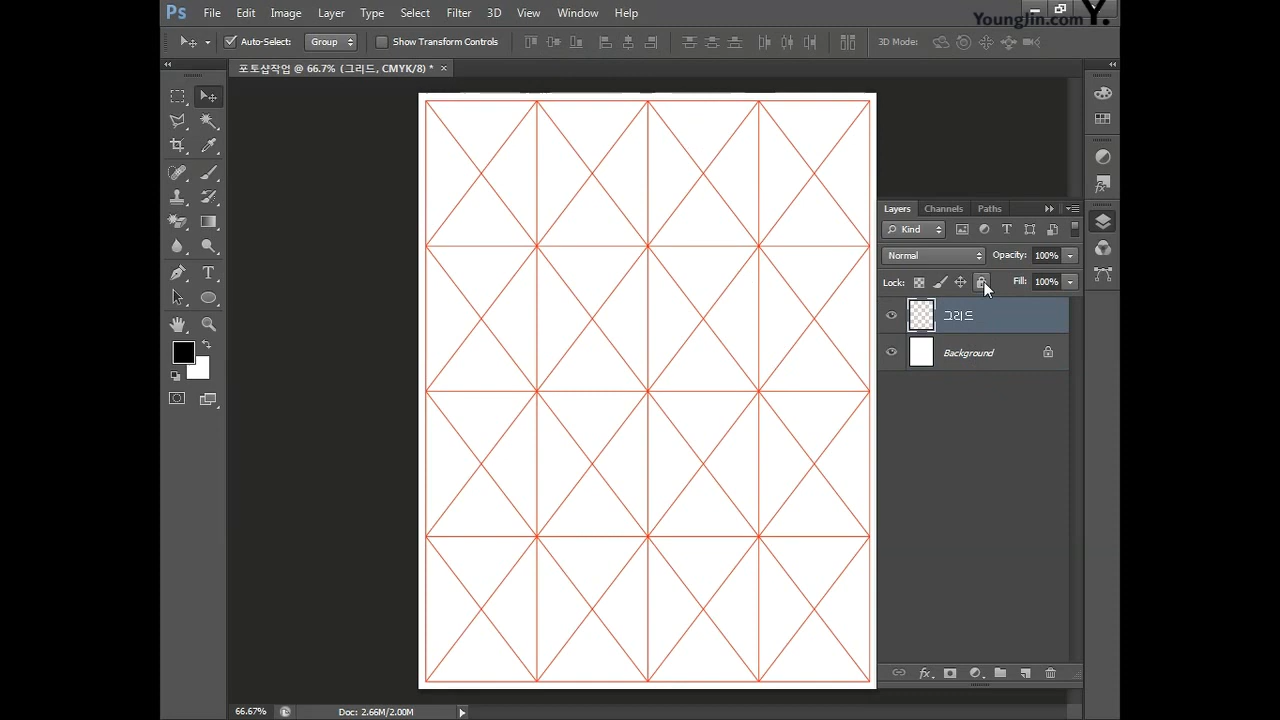 Ps File Edit Image Layer Type Select Filter 3D View Window Help
YoungJin.com Y.
Auto-Select: Group Show Transform Controls 3D Mode:
포토샵작업 @ 66.7% (그리드, CMYK/8) * ×
Layers Channels Paths
Kind
Normal Opacity: 100%
Lock: Fill: 100%
그리드
Background
66.67% Doc: 2.66M/2.00M